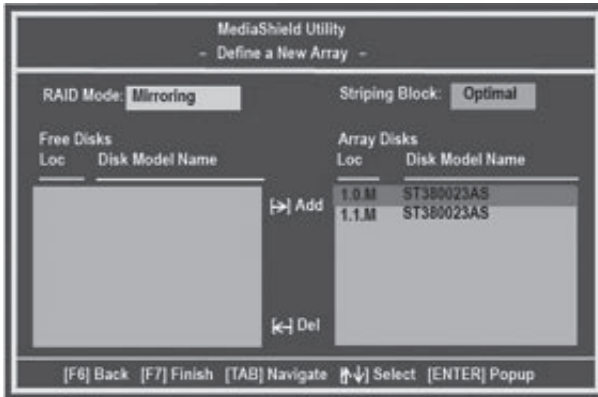 MediaShield Utility
- Define a New Array -
RAID Mode: Mirroring
Striping Block: Optimal
Free Disks
Loc Disk Model Name
Array Disks
Loc Disk Model Name
[→] Add
1.0.M ST380023AS
1.1.M ST380023AS
[←] Del
[F6] Back [F7] Finish [TAB] Navigate [↑↓] Select [ENTER] Popup